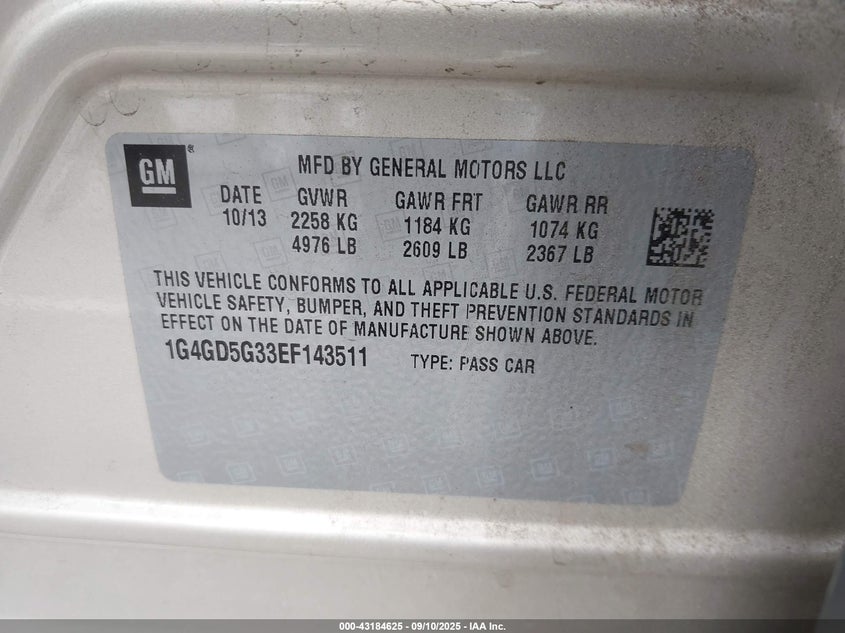 GM
MFD BY GENERAL MOTORS LLC
DATE GVWR GAWR FRT GAWR RR
10/13 2258 KG 1184 KG 1074 KG
4976 LB 2609 LB 2367 LB
THIS VEHICLE CONFORMS TO ALL APPLICABLE U.S. FEDERAL MOTOR
VEHICLE SAFETY, BUMPER, AND THEFT PREVENTION STANDARDS IN
EFFECT ON THE DATE OF MANUFACTURE SHOWN ABOVE.
1G4GD5G33EF143511 TYPE: PASS CAR
000-43184625 - 09/10/2025 - IAA Inc.